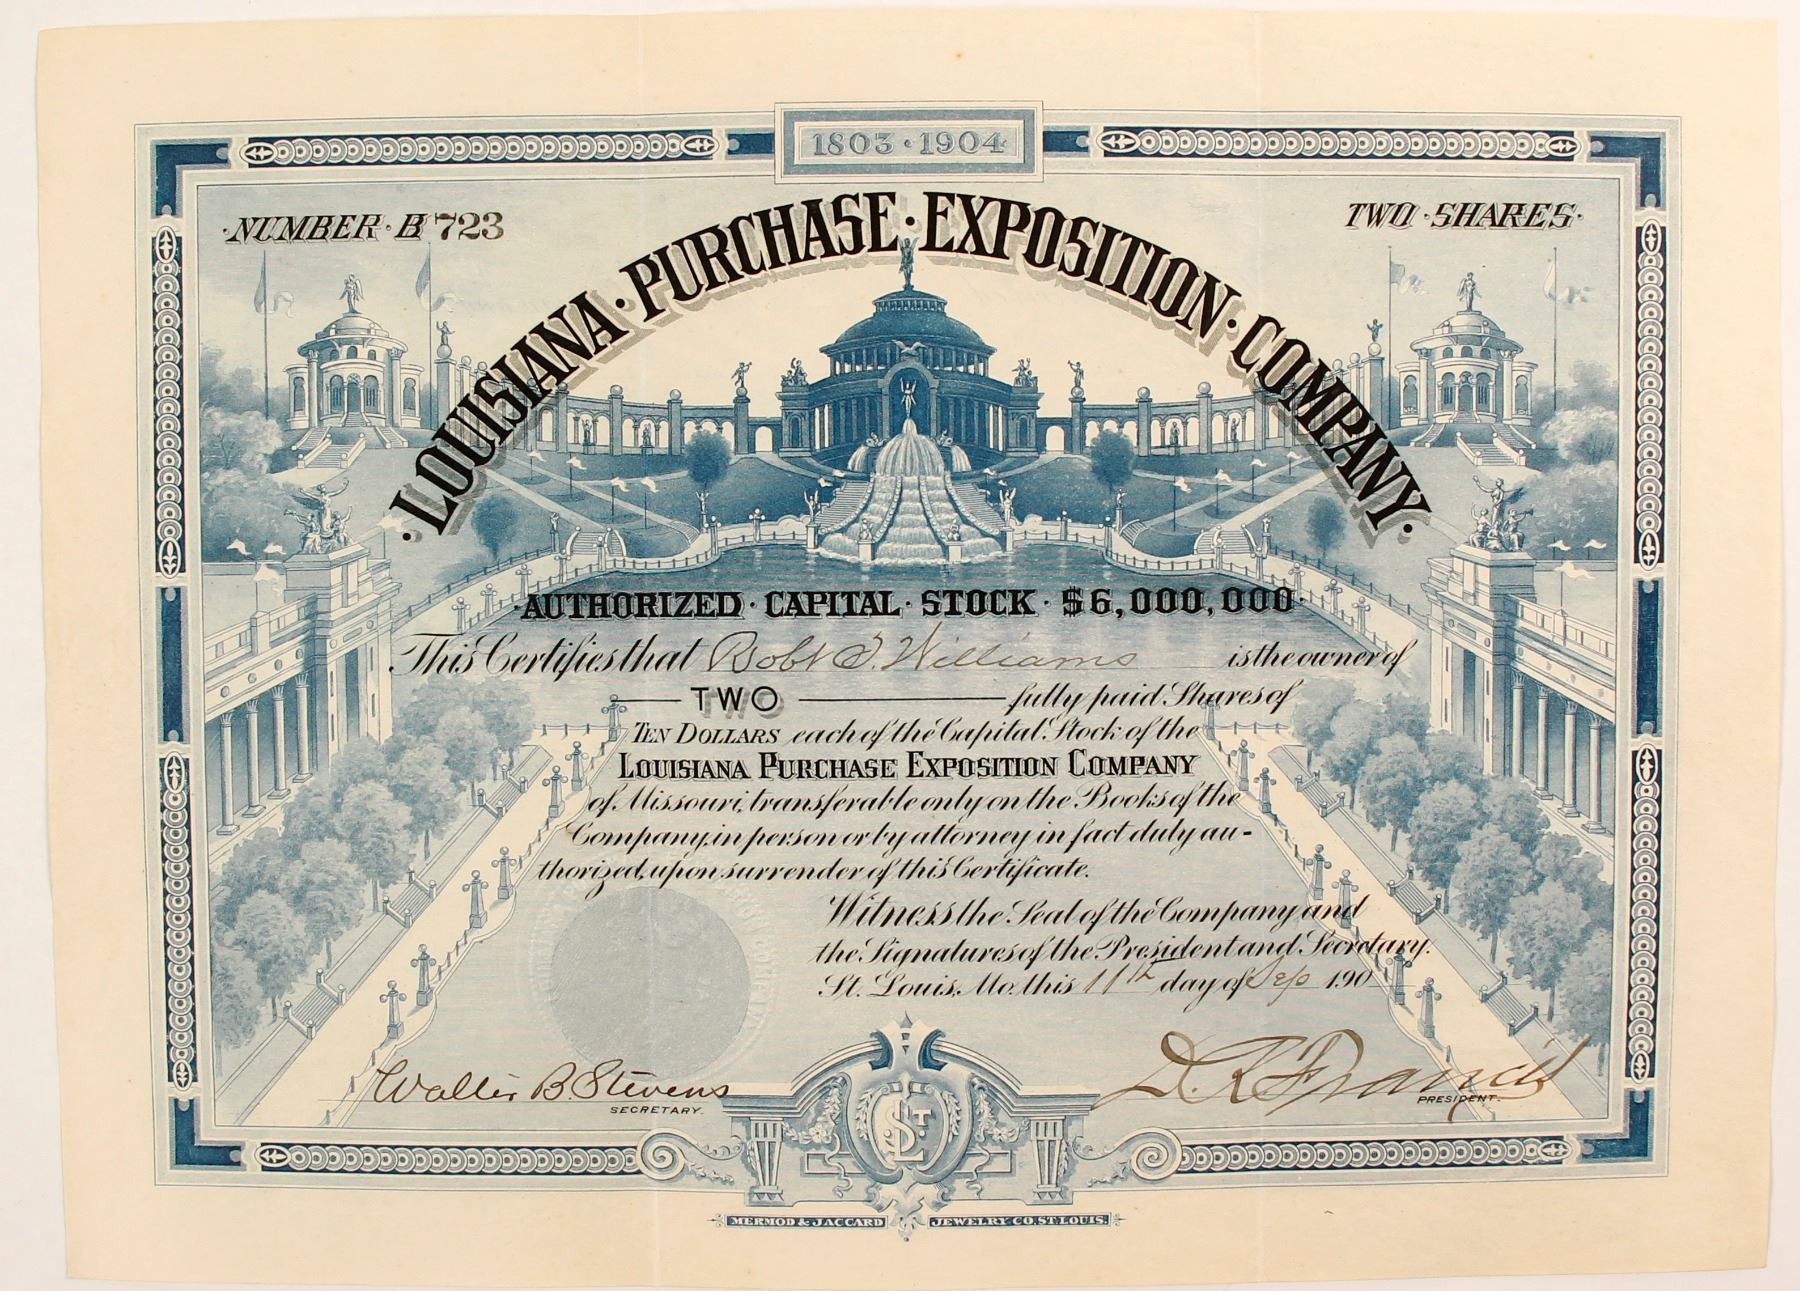 1803 · 1904
· NUMBER · B 723
TWO · SHARES ·
· LOUISIANA · PURCHASE · EXPOSITION · COMPANY ·
· AUTHORIZED · CAPITAL · STOCK · $6,000,000 ·
This Certifies that Robt Williams is the owner of
TWO fully paid Shares of
TEN DOLLARS each of the Capital Stock of the
LOUISIANA PURCHASE EXPOSITION COMPANY
of Missouri, transferable only on the Books of the
Company, in person or by attorney in fact duly au-
thorized, upon surrender of this Certificate.
Witness the Seal of the Company and
the Signatures of the President and Secretary.
St. Louis, Mo. this 11th day of Sep 190
Walter B. Stevens
SECRETARY.
D. R. Francis
PRESIDENT.
ST L
MERMOD & JACCARD JEWELRY CO. ST. LOUIS.